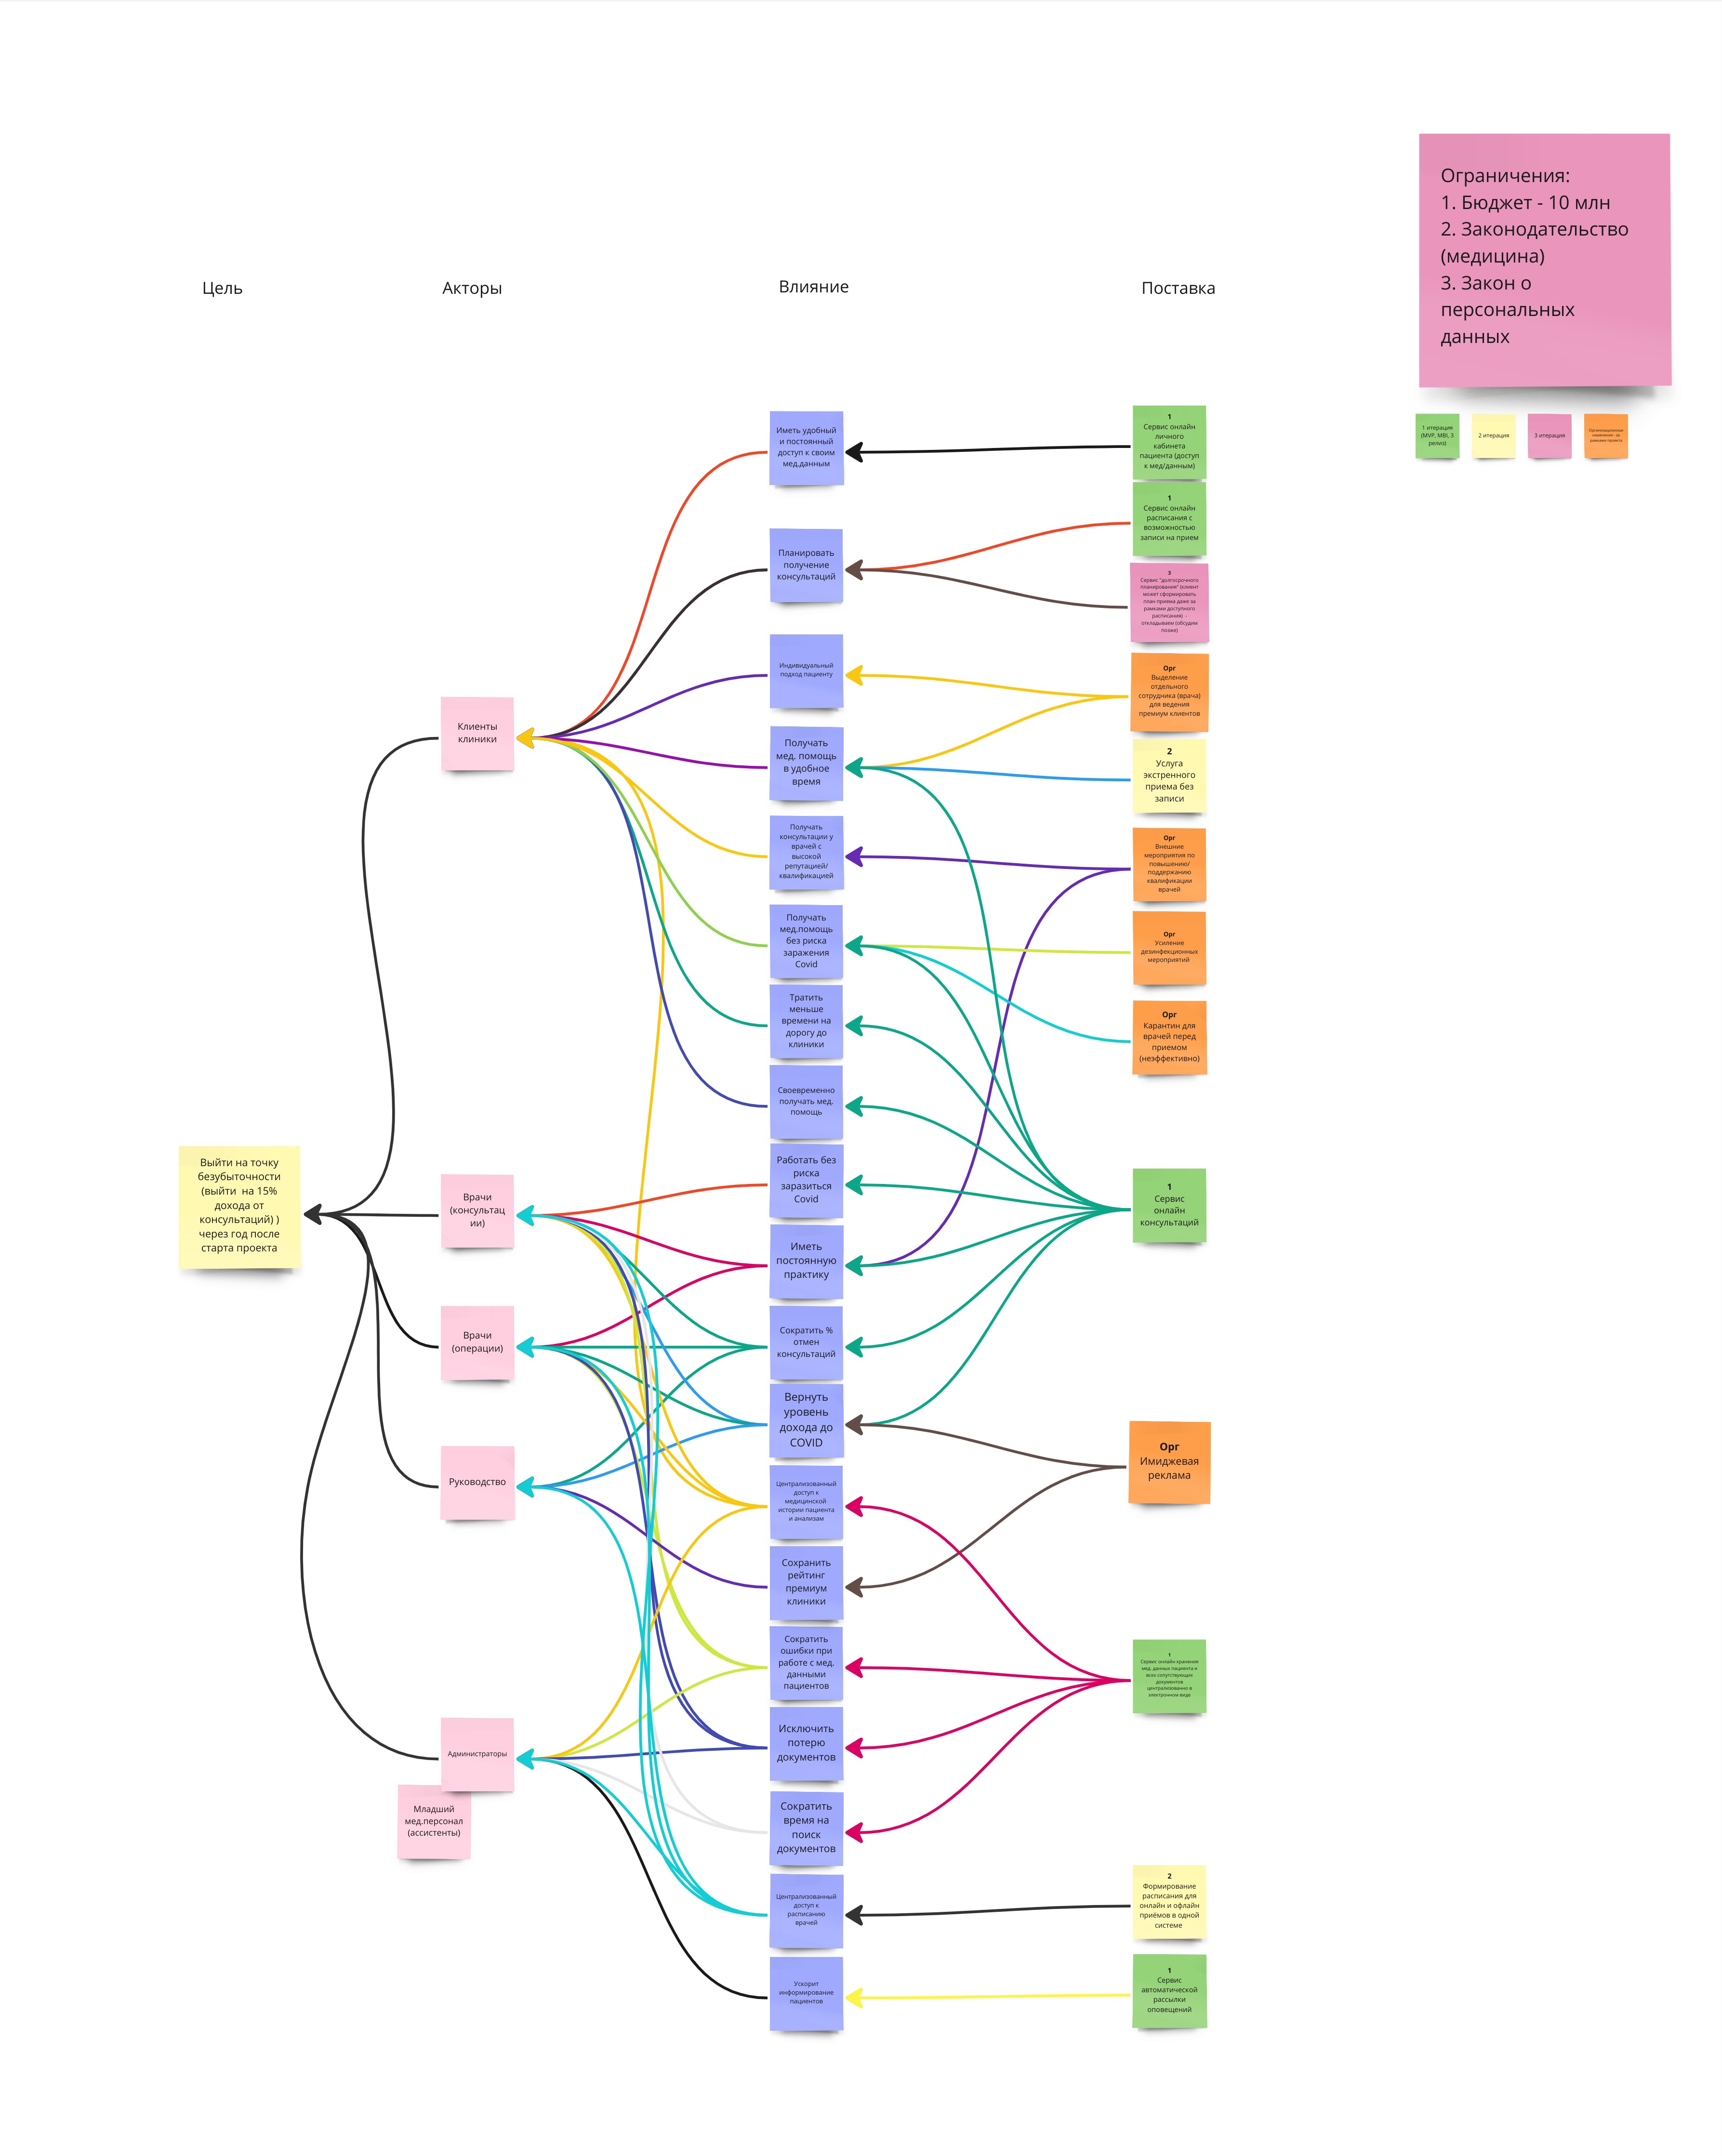 Ограничения:
1. Бюджет - 10 млн
2. Законодательство
(медицина)
3. Закон о
персональных
данных
Цель
Акторы
Влияние
Поставка
1 итерация
(MVP, MBI, 3
релиз)
2 итерация
3 итерация
Выйти на точку
безубыточности
(выйти на 15%
дохода от
консультаций) )
через год после
старта проекта
Клиенты
клиники
Врачи
(консультац
ии)
Врачи
(операции)
Руководство
Администраторы
Младший
мед.персонал
(ассистенты)
Иметь удобный
и постоянный
доступ к своим
мед.данным
Планировать
получение
консультаций
Индивидуальный
подход пациенту
Получать
мед. помощь
в удобное
время
Получать
консультации у
врачей с
высокой
репутацией/
квалификацией
Получать
мед.помощь
без риска
заражения
Covid
Тратить
меньше
времени на
дорогу до
клиники
Своевременно
получать мед.
помощь
Работать без
риска
заразиться
Covid
Иметь
постоянную
практику
Сократить %
отмен
консультаций
Вернуть
уровень
дохода до
COVID
Централизованный
доступ к
медицинской
истории пациента
и анализам
Сохранить
рейтинг
премиум
клиники
Сократить
ошибки при
работе с мед.
данными
пациентов
Исключить
потерю
документов
Сократить
время на
поиск
документов
Централизованный
доступ к
расписанию
врачей
Ускорит
информирование
пациентов
1
Сервис онлайн
личного
кабинета
пациента (доступ
к мед/данным)
1
Сервис онлайн
расписания с
возможностью
записи на прием
3
Сервис "долгосрочного
планирования" (клиент
может сформировать
план приема даже за
рамками доступного
расписания) -
откладываем (обсудим
позже)
Орг
Выделение
отдельного
сотрудника (врача)
для ведения
премиум клиентов
2
Услуга
экстренного
приема без
записи
Орг
Внешние
мероприятия по
повышению/
поддержанию
квалификации
врачей
Орг
Усиление
дезинфекционных
мероприятий
Орг
Карантин для
врачей перед
приемом
(неэффективно)
1
Сервис
онлайн
консультаций
Орг
Имиджевая
реклама
1
Сервис онлайн хранения
мед. данных пациента и
всех сопутствующих
документов
централизованно в
электронном виде
2
Формирование
расписания для
онлайн и офлайн
приёмов в одной
системе
1
Сервис
автоматической
рассылки
оповещений